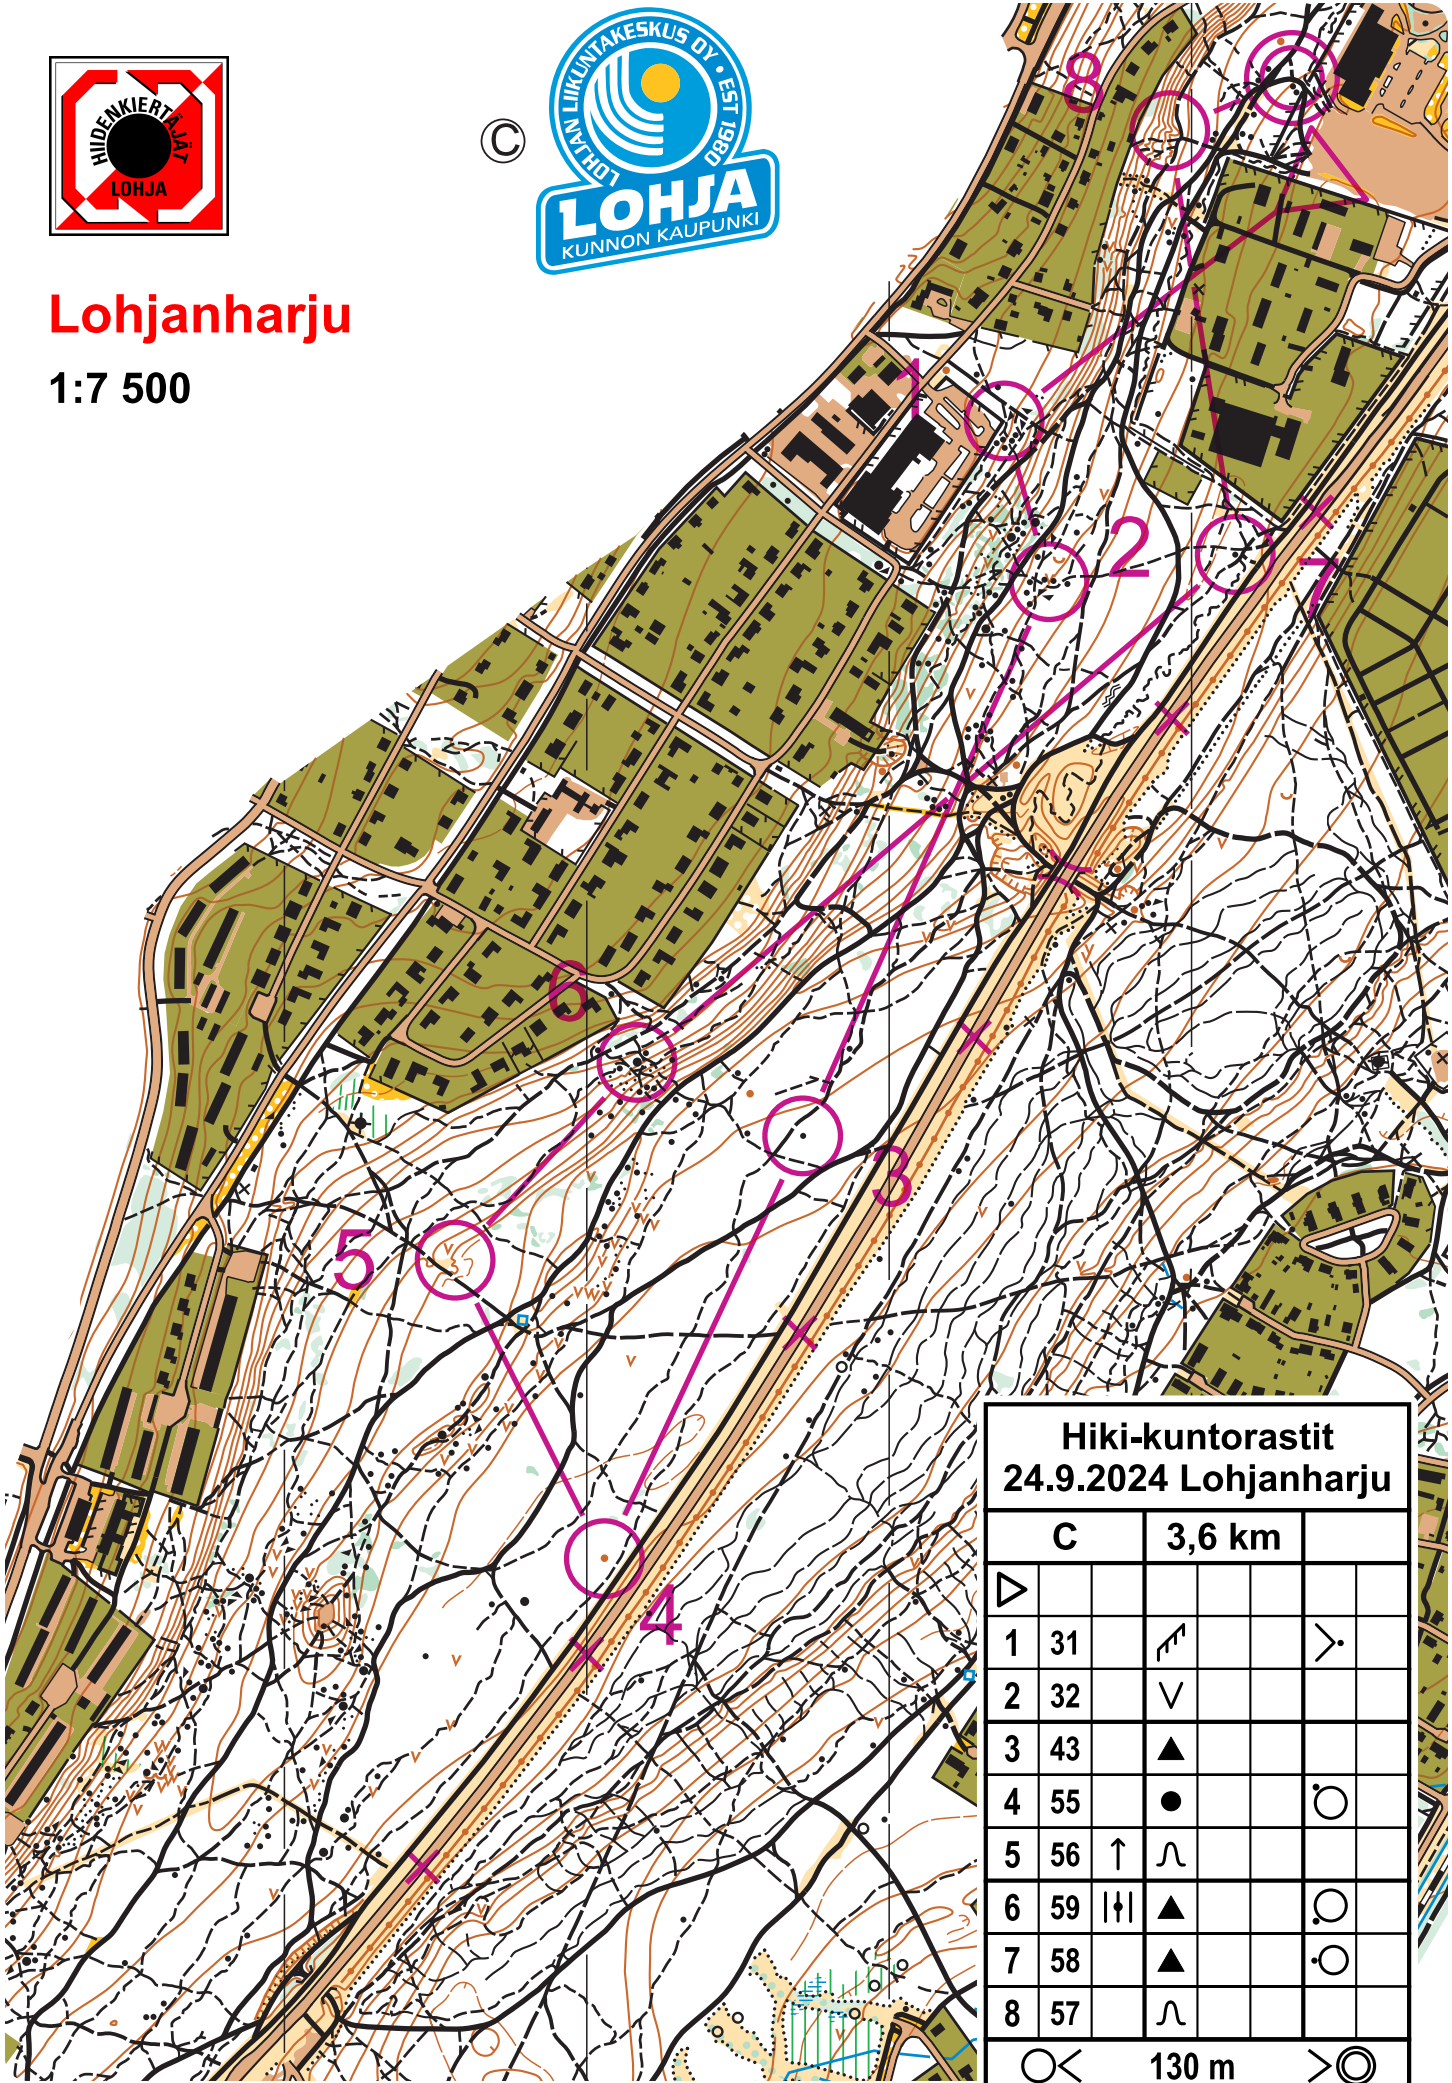 HIIDENKIERTÄJÄT
LOHJA
©
LOHJAN LIIKUNTAKESKUS OY • EST 1980
LOHJA
KUNNON KAUPUNKI
Lohjanharju
1:7 500
8
1
2
7
6
3
5
4
Hiki-kuntorastit
24.9.2024 Lohjanharju
C 3,6 km
1 31
2 32
3 43
4 55
5 56
6 59
7 58
8 57
130 m